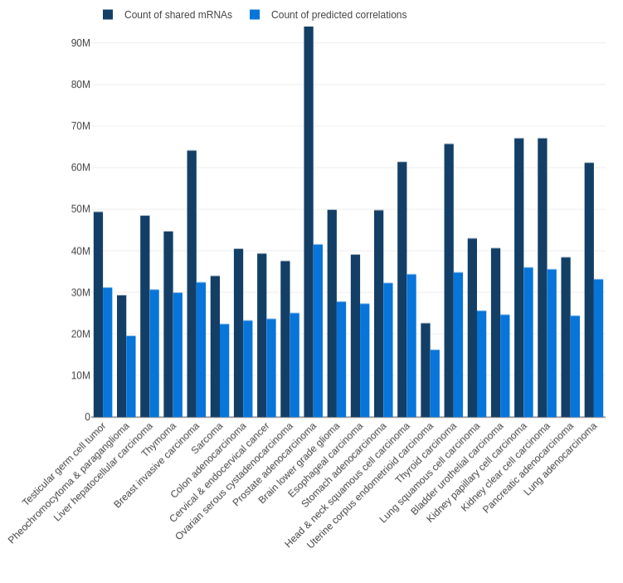 Count of shared mRNAs
Count of predicted correlations
90M
80M
70M
60M
50M
40M
30M
20M
10M
0
Testicular germ cell tumor
Pheochromocytoma & paraganglioma
Liver hepatocellular carcinoma
Thymoma
Breast invasive carcinoma
Sarcoma
Colon adenocarcinoma
Cervical & endocervical cancer
Ovarian serous cystadenocarcinoma
Prostate adenocarcinoma
Brain lower grade glioma
Esophageal carcinoma
Stomach adenocarcinoma
Head & neck squamous cell carcinoma
Uterine corpus endometrioid carcinoma
Thyroid carcinoma
Lung squamous cell carcinoma
Bladder urothelial carcinoma
Kidney papillary cell carcinoma
Kidney clear cell carcinoma
Pancreatic adenocarcinoma
Lung adenocarcinoma